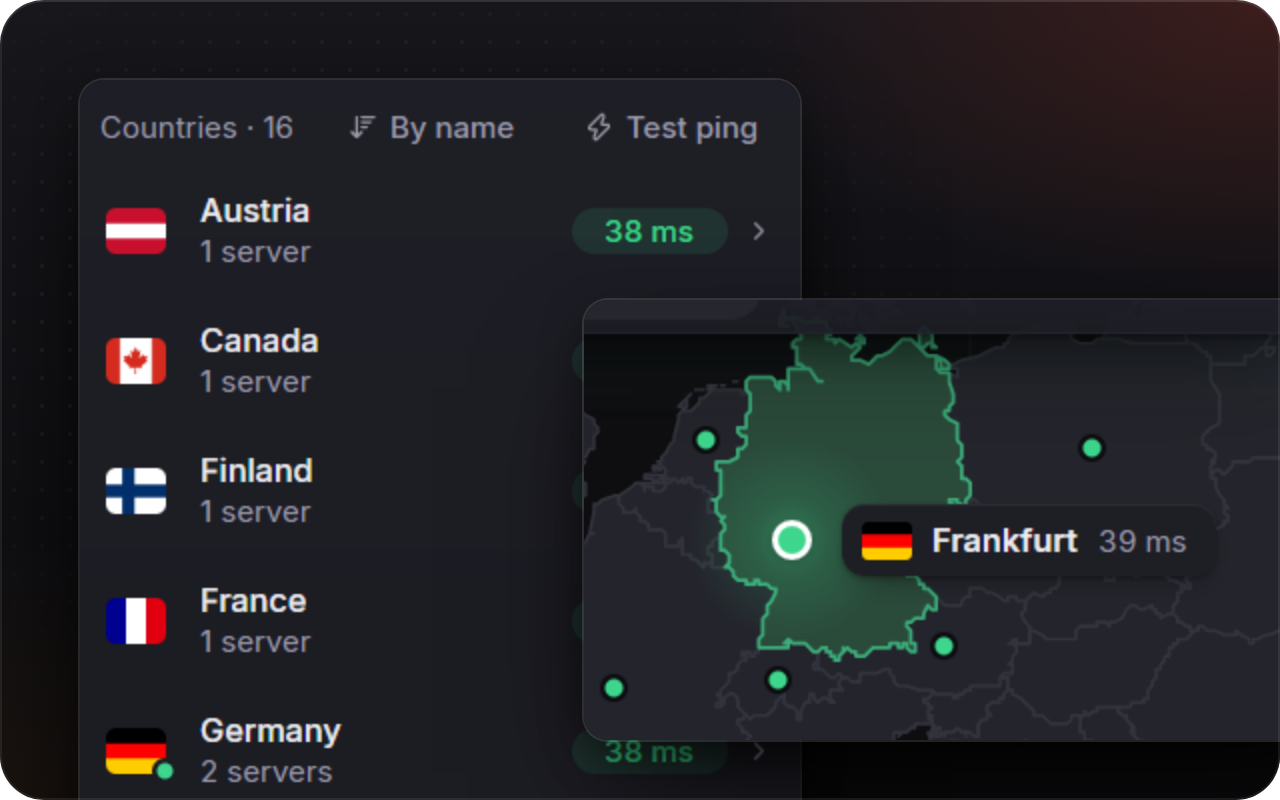 Countries · 16
By name
Test ping
Austria
1 server
38 ms
Canada
1 server
Finland
1 server
Frankfurt 39 ms
France
1 server
Germany
2 servers
38 ms